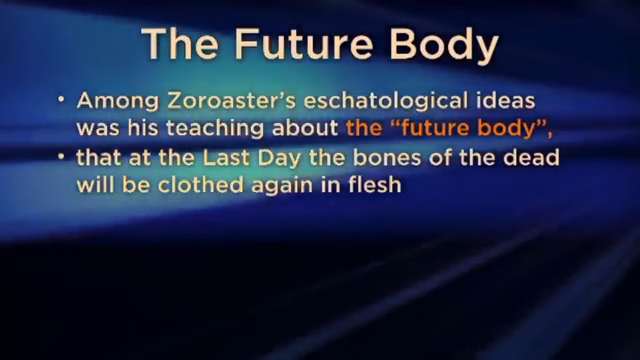 The Future Body
• Among Zoroaster's eschatological ideas
was his teaching about the "future body",
• that at the Last Day the bones of the dead
will be clothed again in flesh